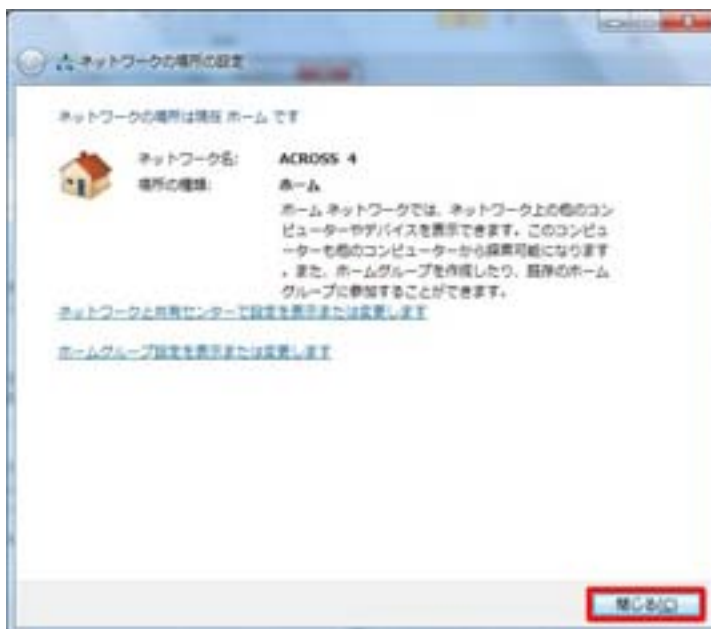 ネットワークの場所の設定
ネットワークの場所は現在 ホーム です
ネットワーク名: ACROSS 4
場所の種類: ホーム
ホーム ネットワークでは、ネットワーク上の他のコン
ピューターやデバイスを表示できます。このコンピュ
ーターも他のコンピューターから探索可能になります
。また、ホームグループを作成したり、既存のホーム
グループに参加することができます。
ネットワークと共有センターで設定を表示または変更します
ホームグループ設定を表示または変更します
閉じる(C)